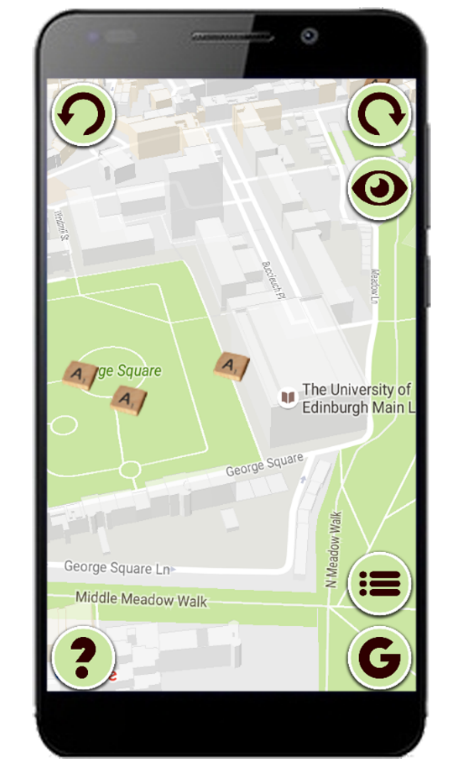 Buccleuch Pl
Meadow Ln
A
ge Square
A
A
The University of
Edinburgh Main L
George Square
N Meadow Walk
George Square Ln
Middle Meadow Walk
?
G